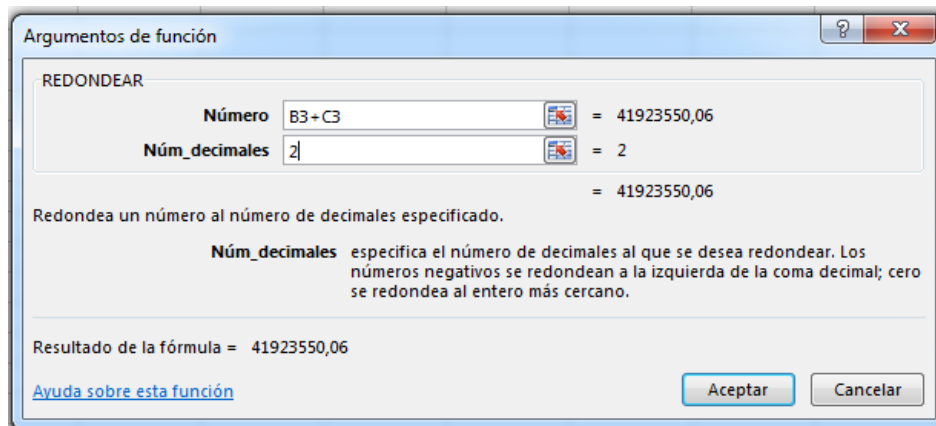 Argumentos de función
REDONDEAR
Número B3+C3 = 41923550,06
Núm_decimales 2 = 2
= 41923550,06
Redondea un número al número de decimales especificado.
Núm_decimales especifica el número de decimales al que se desea redondear. Los
números negativos se redondean a la izquierda de la coma decimal; cero
se redondea al entero más cercano.
Resultado de la fórmula = 41923550,06
Ayuda sobre esta función Aceptar Cancelar